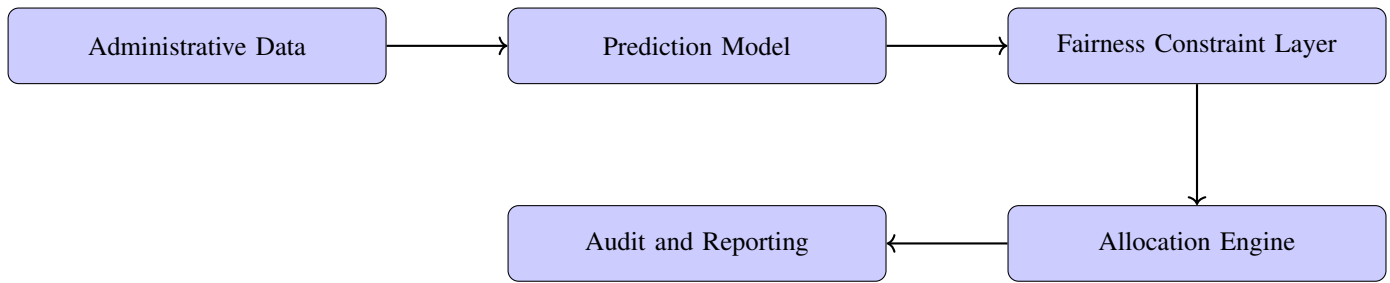 Administrative Data
Prediction Model
Fairness Constraint Layer
Audit and Reporting
Allocation Engine